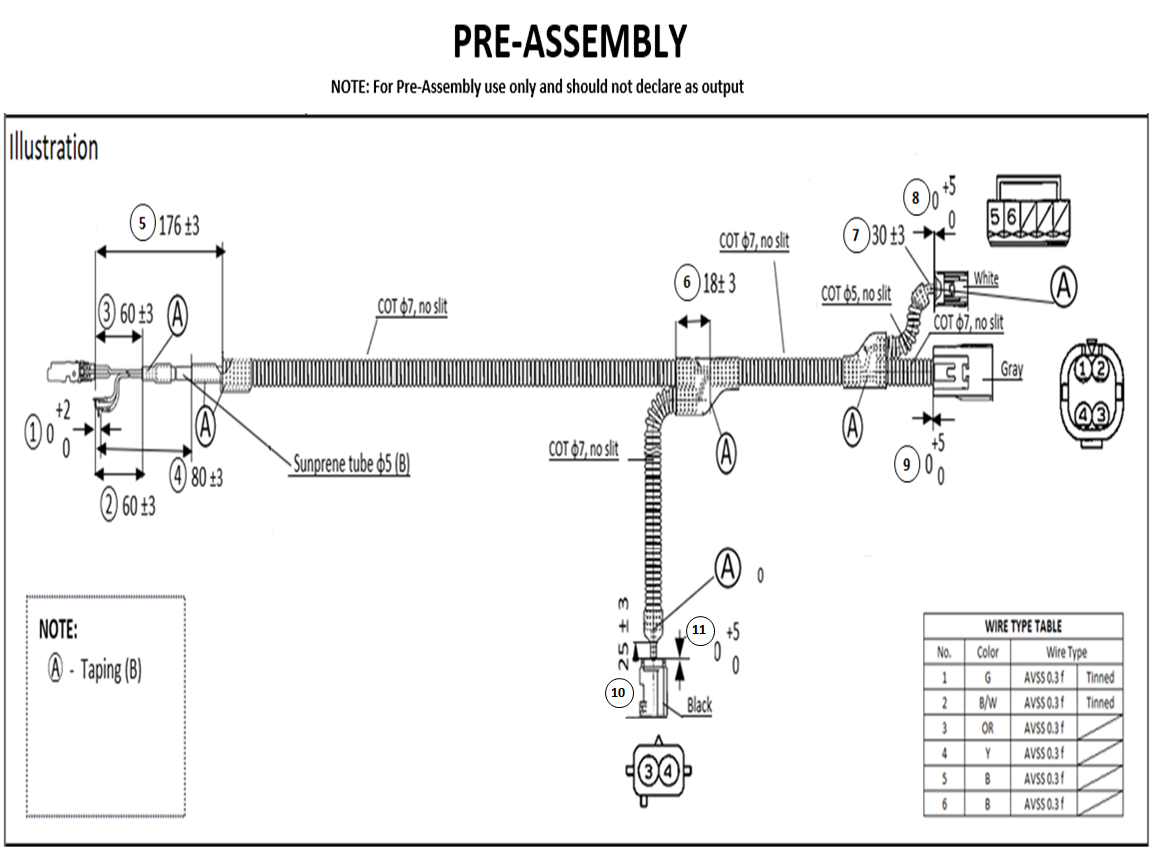 PRE-ASSEMBLY
NOTE: For Pre-Assembly use only and should not declare as output
Illustration
5 176 ±3
3 60 ±3
A
1 0 +2 0
A
4 80 ±3
2 60 ±3
Sunprene tube ϕ5 (B)
COT ϕ7, no slit
6 18± 3
COT ϕ7, no slit
7 30 ±3
8 0 +5 0
COT ϕ5, no slit
COT ϕ7, no slit
White
A
Gray
A
A
9 0 +5 0
5 6
1 2
4 3
COT ϕ7, no slit
A 0
25 ± 3
11 0 +5 0
10
Black
3 4
NOTE:
A - Taping (B)
WIRE TYPE TABLE
No. Color Wire Type
1 G AVSS 0.3 f Tinned
2 B/W AVSS 0.3 f Tinned
3 OR AVSS 0.3 f
4 Y AVSS 0.3 f
5 B AVSS 0.3 f
6 B AVSS 0.3 f